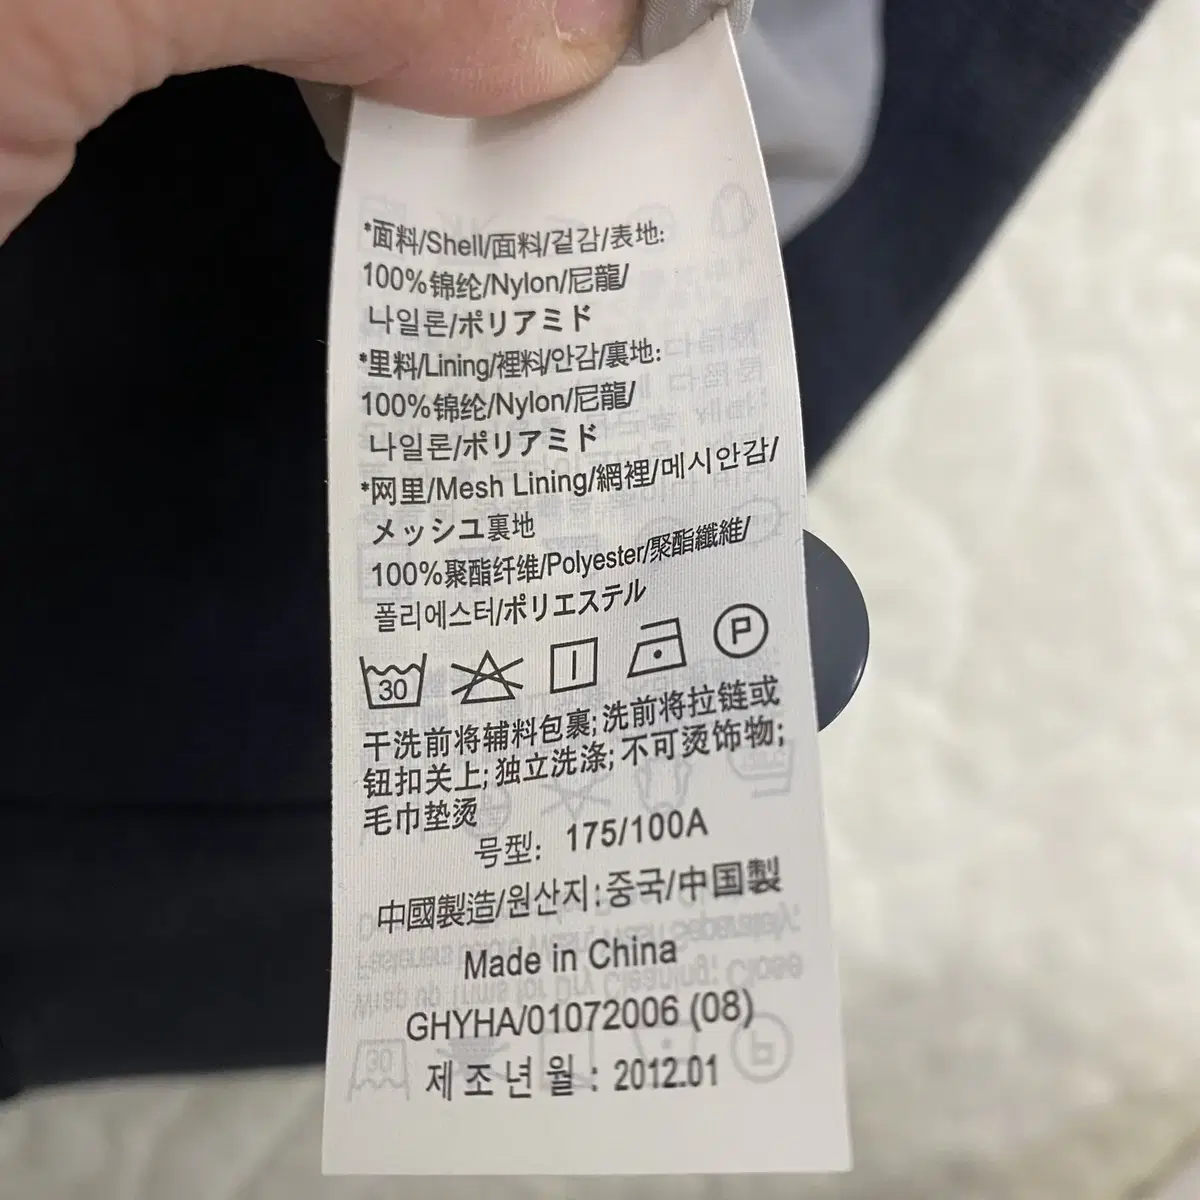 *面料/Shell/面料/겉감/表地:
100%锦纶/Nylon/尼龍/
나일론/ポリアミド
*里料/Lining/裡料/안감/裏地:
100%锦纶/Nylon/尼龍/
나일론/ポリアミド
*网里/Mesh Lining/網裡/메시안감/
メッシユ裏地
100%聚酯纤维/Polyester/聚酯纖維/
폴리에스터/ポリエステル
30 P
干洗前将辅料包裹;洗前将拉链或
钮扣关上;独立洗涤;不可烫饰物;
毛巾垫烫
号型: 175/100A
中國製造/원산지:중국/中国製
Made in China
GHYHA/01072006 (08)
제조년월: 2012.01